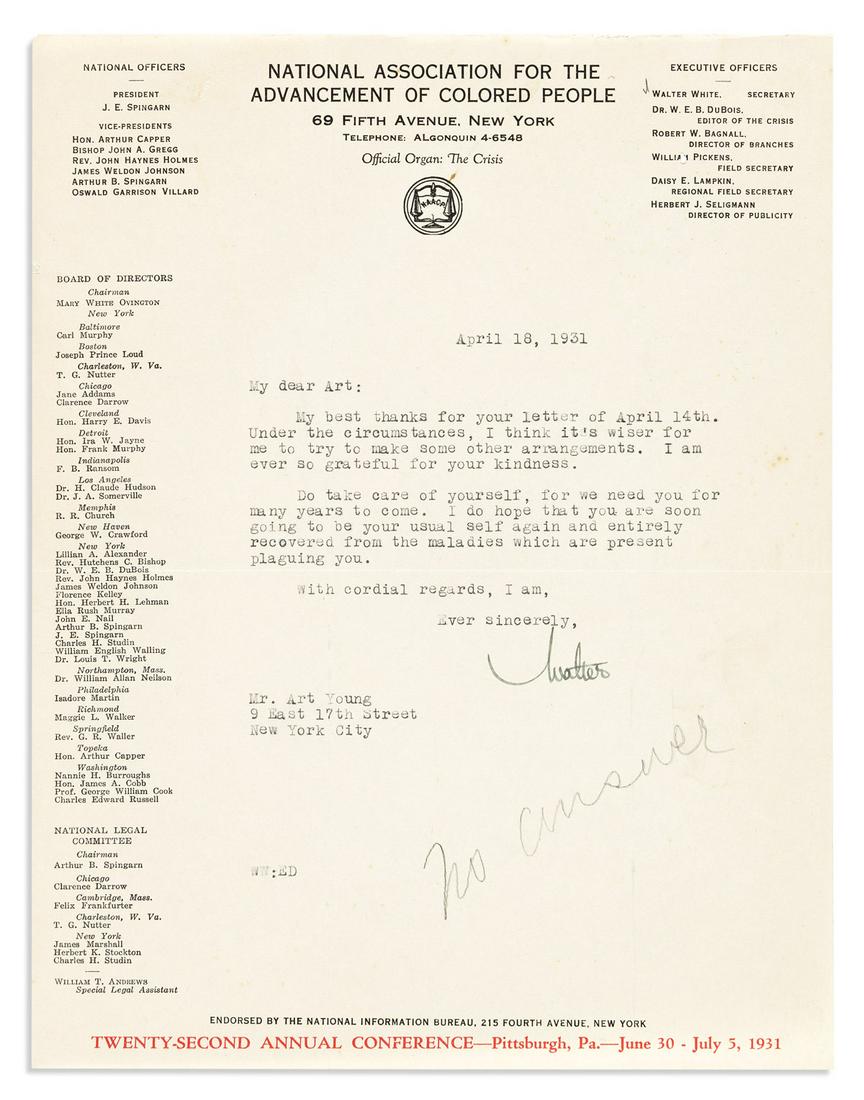 NATIONAL OFFICERS
PRESIDENT
J. E. SPINGARN
VICE-PRESIDENTS
HON. ARTHUR CAPPER
BISHOP JOHN A. GREGG
REV. JOHN HAYNES HOLMES
JAMES WELDON JOHNSON
ARTHUR B. SPINGARN
OSWALD GARRISON VILLARD
NATIONAL ASSOCIATION FOR THE
ADVANCEMENT OF COLORED PEOPLE
69 FIFTH AVENUE, NEW YORK
TELEPHONE: ALGONQUIN 4-6548
Official Organ: The Crisis
NAACP
EXECUTIVE OFFICERS
WALTER WHITE, SECRETARY
DR. W. E. B. DUBOIS,
EDITOR OF THE CRISIS
ROBERT W. BAGNALL,
DIRECTOR OF BRANCHES
WILLIAM PICKENS,
FIELD SECRETARY
DAISY E. LAMPKIN,
REGIONAL FIELD SECRETARY
HERBERT J. SELIGMANN
DIRECTOR OF PUBLICITY
BOARD OF DIRECTORS
Chairman
MARY WHITE OVINGTON
New York
Baltimore
Carl Murphy
Boston
Joseph Prince Loud
Charleston, W. Va.
T. G. Nutter
Chicago
Jane Addams
Clarence Darrow
Cleveland
Hon. Harry E. Davis
Detroit
Hon. Ira W. Jayne
Hon. Frank Murphy
Indianapolis
F. B. Ransom
Los Angeles
Dr. H. Claude Hudson
Dr. J. A. Somerville
Memphis
R. R. Church
New Haven
George W. Crawford
New York
Lillian A. Alexander
Rev. Hutchens C. Bishop
Dr. W. E. B. DuBois
Rev. John Haynes Holmes
James Weldon Johnson
Florence Kelley
Hon. Herbert H. Lehman
Ella Rush Murray
John E. Nail
Arthur B. Spingarn
J. E. Spingarn
Charles H. Studin
William English Walling
Dr. Louis T. Wright
Northampton, Mass.
Dr. William Allan Neilson
Philadelphia
Isadore Martin
Richmond
Maggie L. Walker
Springfield
Rev. G. R. Waller
Topeka
Hon. Arthur Capper
Washington
Nannie H. Burroughs
Hon. James A. Cobb
Prof. George William Cook
Charles Edward Russell
NATIONAL LEGAL
COMMITTEE
Chairman
Arthur B. Spingarn
Chicago
Clarence Darrow
Cambridge, Mass.
Felix Frankfurter
Charleston, W. Va.
T. G. Nutter
New York
James Marshall
Herbert K. Stockton
Charles H. Studin
WILLIAM T. ANDREWS
Special Legal Assistant
April 18, 1931
My dear Art:
My best thanks for your letter of April 14th.
Under the circumstances, I think it's wiser for
me to try to make some other arrangements. I am
ever so grateful for your kindness.
Do take care of yourself, for we need you for
many years to come. I do hope that you are soon
going to be your usual self again and entirely
recovered from the maladies which are present
plaguing you.
With cordial regards, I am,
Ever sincerely,
Walter
Mr. Art Young
9 East 17th Street
New York City
no answer
WW:ED
ENDORSED BY THE NATIONAL INFORMATION BUREAU, 215 FOURTH AVENUE, NEW YORK
TWENTY-SECOND ANNUAL CONFERENCE—Pittsburgh, Pa.—June 30 - July 5, 1931